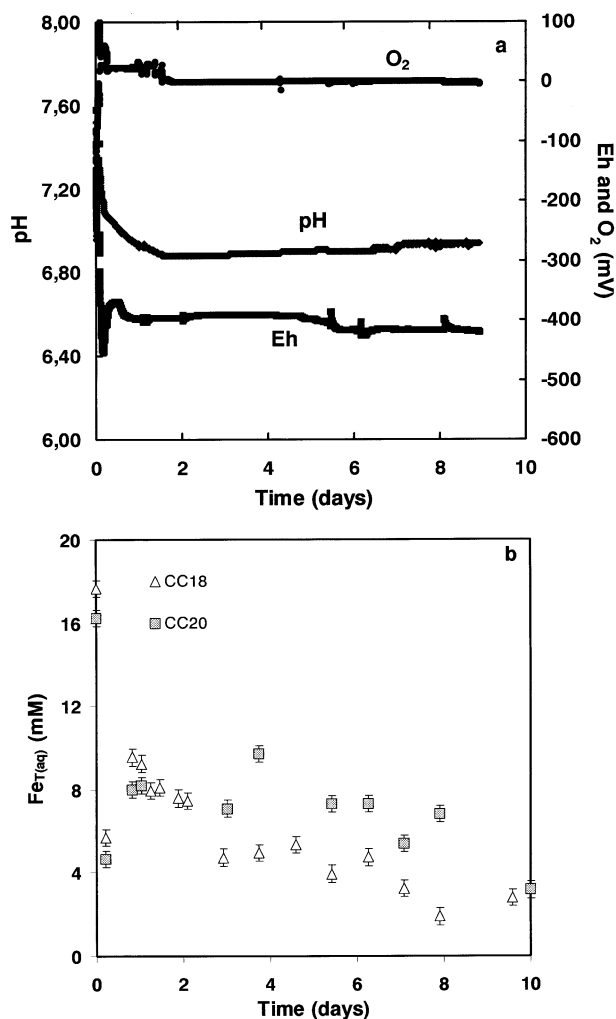 8,00
7,60
7,20
6,80
6,40
6,00
pH
a
O2
pH
Eh
100
0
-100
-200
-300
-400
-500
-600
Eh and O2 (mV)
0 2 4 6 8 10
Time (days)
20
16
12
8
4
0
FeT(aq) (mM)
b
CC18
CC20
0 2 4 6 8 10
Time (days)